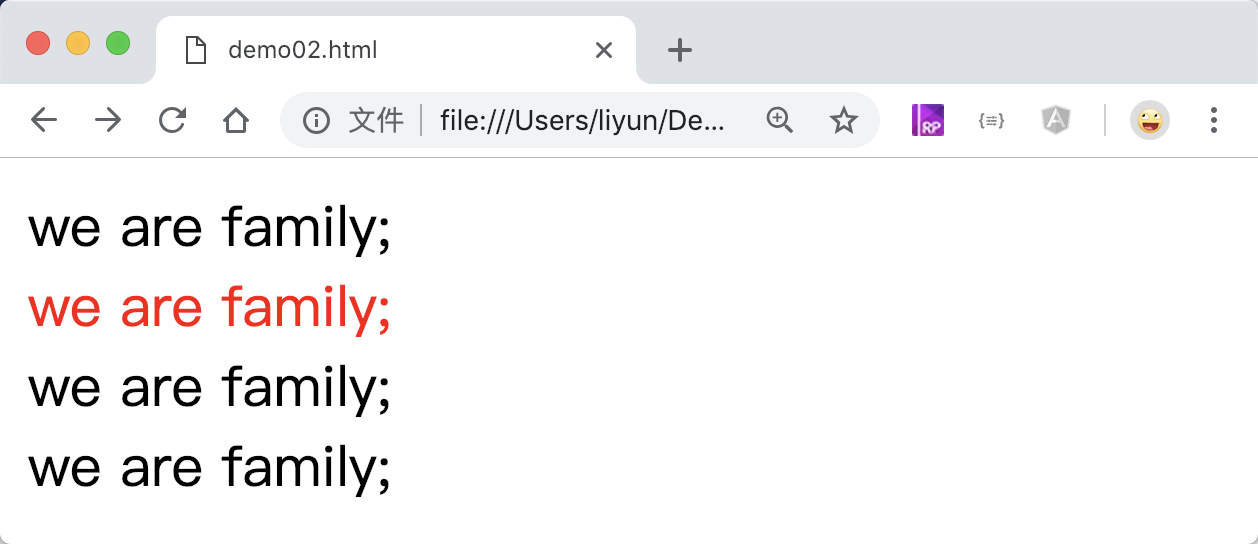 demo02.html
文件 file:///Users/liyun/De...
RP
A
we are family;
we are family;
we are family;
we are family;